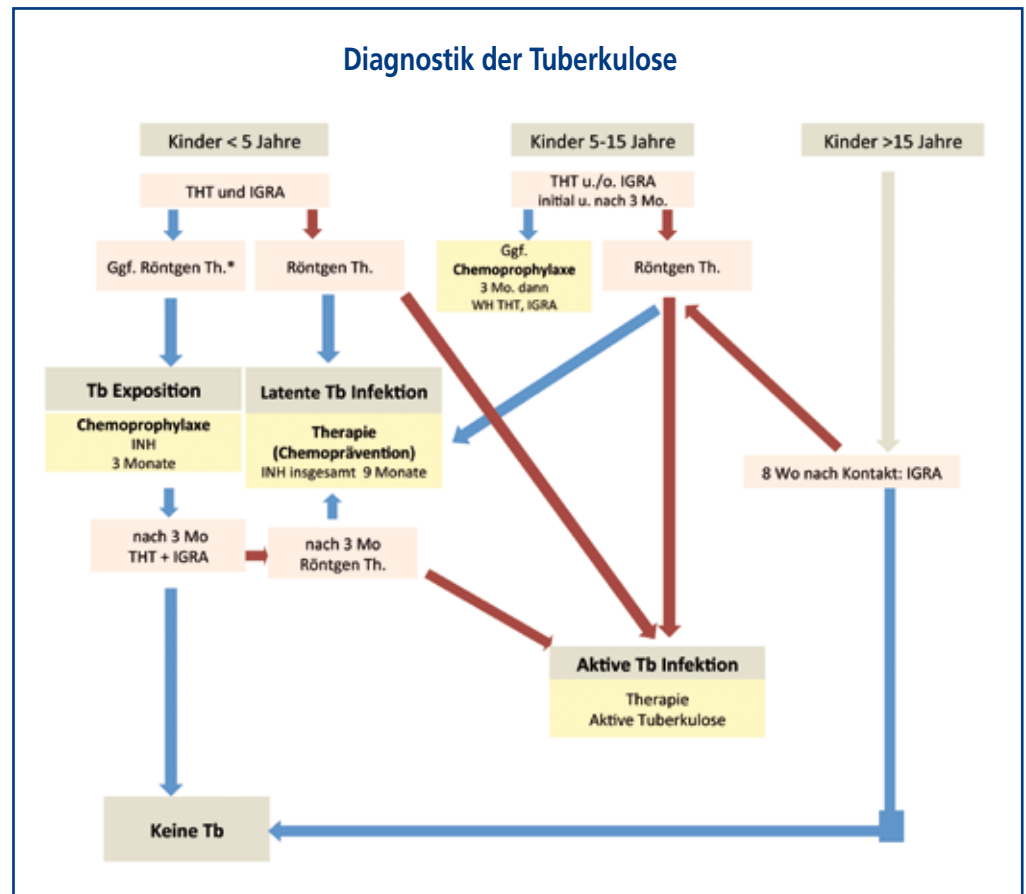 Diagnostik der Tuberkulose
Kinder < 5 Jahre
Kinder 5-15 Jahre
Kinder >15 Jahre
THT und IGRA
THT u./o. IGRA
initial u. nach 3 Mo.
Ggf. Röntgen Th.*
Röntgen Th.
Ggf.
Chemoprophylaxe
3 Mo. dann
WH THT, IGRA
Röntgen Th.
Tb Exposition
Chemoprophylaxe
INH
3 Monate
Latente Tb Infektion
Therapie
(Chemoprävention)
INH insgesamt 9 Monate
8 Wo nach Kontakt: IGRA
nach 3 Mo
THT + IGRA
nach 3 Mo
Röntgen Th.
Aktive Tb Infektion
Therapie
Aktive Tuberkulose
Keine Tb